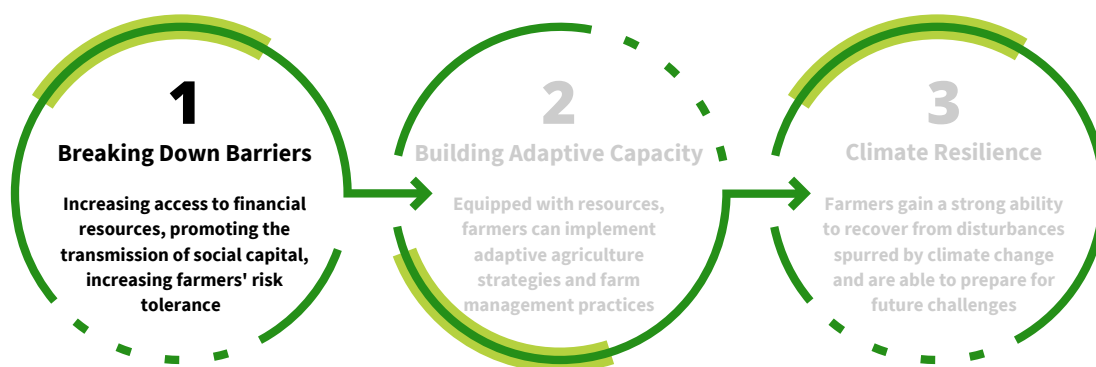 1
Breaking Down Barriers
Increasing access to financial
resources, promoting the
transmission of social capital,
increasing farmers' risk
tolerance
2
Building Adaptive Capacity
Equipped with resources,
farmers can implement
adaptive agriculture
strategies and farm
management practices
3
Climate Resilience
Farmers gain a strong ability
to recover from disturbances
spurred by climate change
and are able to prepare for
future challenges